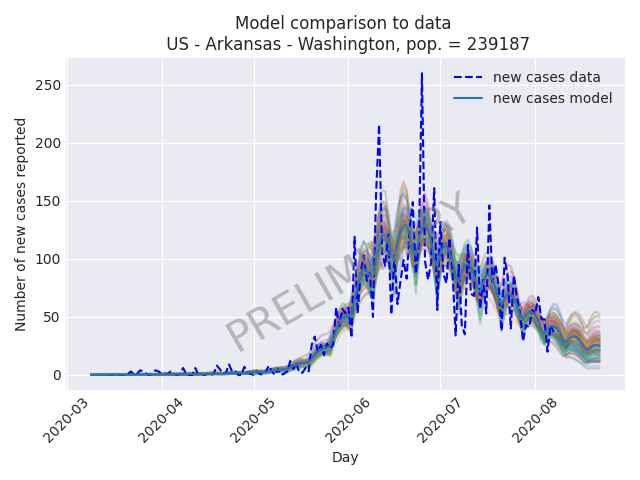 Model comparison to data
US - Arkansas - Washington, pop. = 239187
new cases data
new cases model
Number of new cases reported
250
200
150
100
50
0
PRELIMINARY
2020-03
2020-04
2020-05
2020-06
2020-07
2020-08
Day